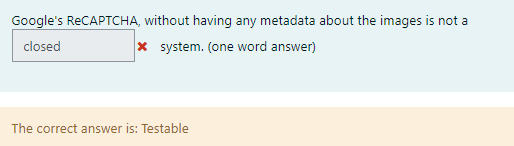 Google's ReCAPTCHA, without having any metadata about the images is not a
closed system. (one word answer)
The correct answer is: Testable